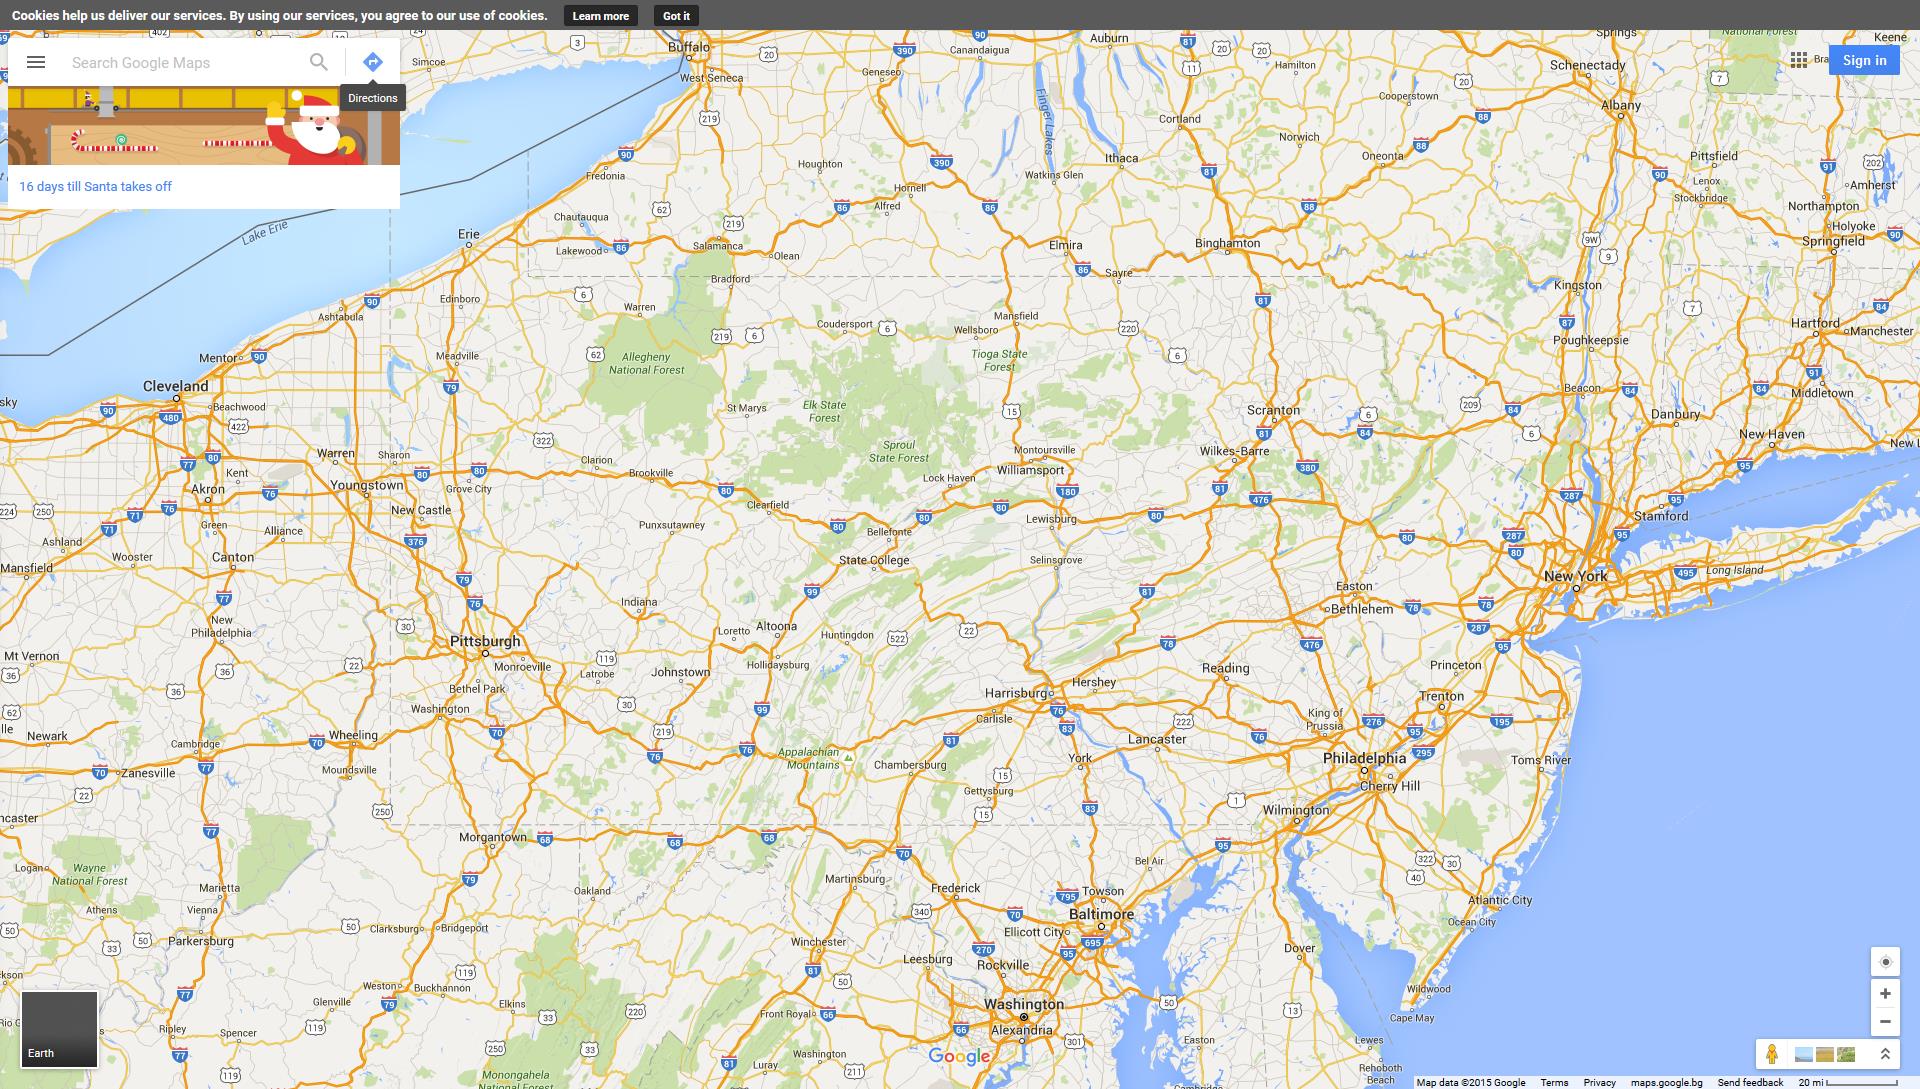 Cookies help us deliver our services. By using our services, you agree to our use of cookies. Learn more Got it
Search Google Maps
Directions
16 days till Santa takes off
Sign in
Buffalo
West Seneca
Simcoe
Geneseo
Canandaigua
Auburn
Hamilton
Springs
National Forest
Keene
Schenectady
Albany
Cooperstown
Cortland
Norwich
Oneonta
Finger Lakes
Ithaca
Watkins Glen
Pittsfield
Lenox
Stockbridge
Amherst
Northampton
Holyoke
Springfield
Fredonia
Houghton
Hornell
Alfred
Chautauqua
Lakewood
Salamanca
Olean
Elmira
Binghamton
Sayre
Kingston
Lake Erie
Erie
Edinboro
Bradford
Warren
Ashtabula
Coudersport
Wellsboro
Mansfield
Poughkeepsie
Hartford
Manchester
Mentor
Meadville
Allegheny
National Forest
Tioga State
Forest
Cleveland
Beachwood
St Marys
Elk State
Forest
Sproul
State Forest
Scranton
Beacon
Danbury
Middletown
New Haven
sky
Warren
Sharon
Kent
Akron
Youngstown
Grove City
Clarion
Brookville
Lock Haven
Montoursville
Williamsport
Wilkes-Barre
Stamford
Green
Alliance
New Castle
Punxsutawney
Clearfield
Bellefonte
Lewisburg
Ashland
Wooster
Canton
Mansfield
State College
Selinsgrove
New York
Long Island
Easton
Bethlehem
New
Philadelphia
Indiana
Pittsburgh
Monroeville
Loretto
Altoona
Huntingdon
Hollidaysburg
Mt Vernon
Latrobe
Johnstown
Bethel Park
Washington
Harrisburg
Hershey
Reading
Princeton
Trenton
Carlisle
King of
Prussia
Newark
Cambridge
Wheeling
Moundsville
Zanesville
Appalachian
Mountains
Chambersburg
York
Lancaster
Philadelphia
Cherry Hill
Toms River
Gettysburg
Wilmington
ncaster
Morgantown
Logan
Wayne
National Forest
Marietta
Athens
Vienna
Parkersburg
Oakland
Martinsburg
Frederick
Bel Air
Towson
Baltimore
Ellicott City
Atlantic City
Ocean City
Clarksburg
Bridgeport
Winchester
Leesburg
Rockville
Dover
Weston
Buckhannon
Glenville
Elkins
Washington
Alexandria
Front Royal
Wildwood
Cape May
Ripley
Spencer
Luray
Washington
Easton
Cambridge
Lewes
Rehoboth
Beach
Monongahela
National Forest
Earth
Google
Map data ©2015 Google Terms Privacy maps.google.bg Send feedback 20 mi